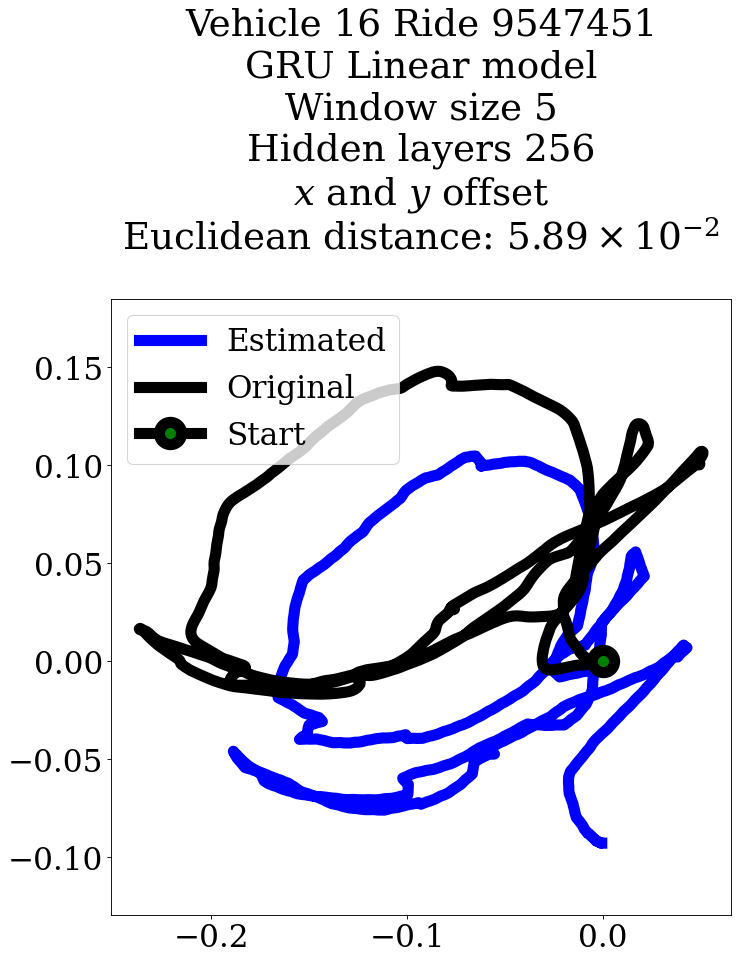 Vehicle 16 Ride 9547451
GRU Linear model
Window size 5
Hidden layers 256
x and y offset
Euclidean distance: 5.89 × 10⁻²
Estimated
Original
Start
0.15
0.10
0.05
0.00
−0.05
−0.10
−0.2
−0.1
0.0